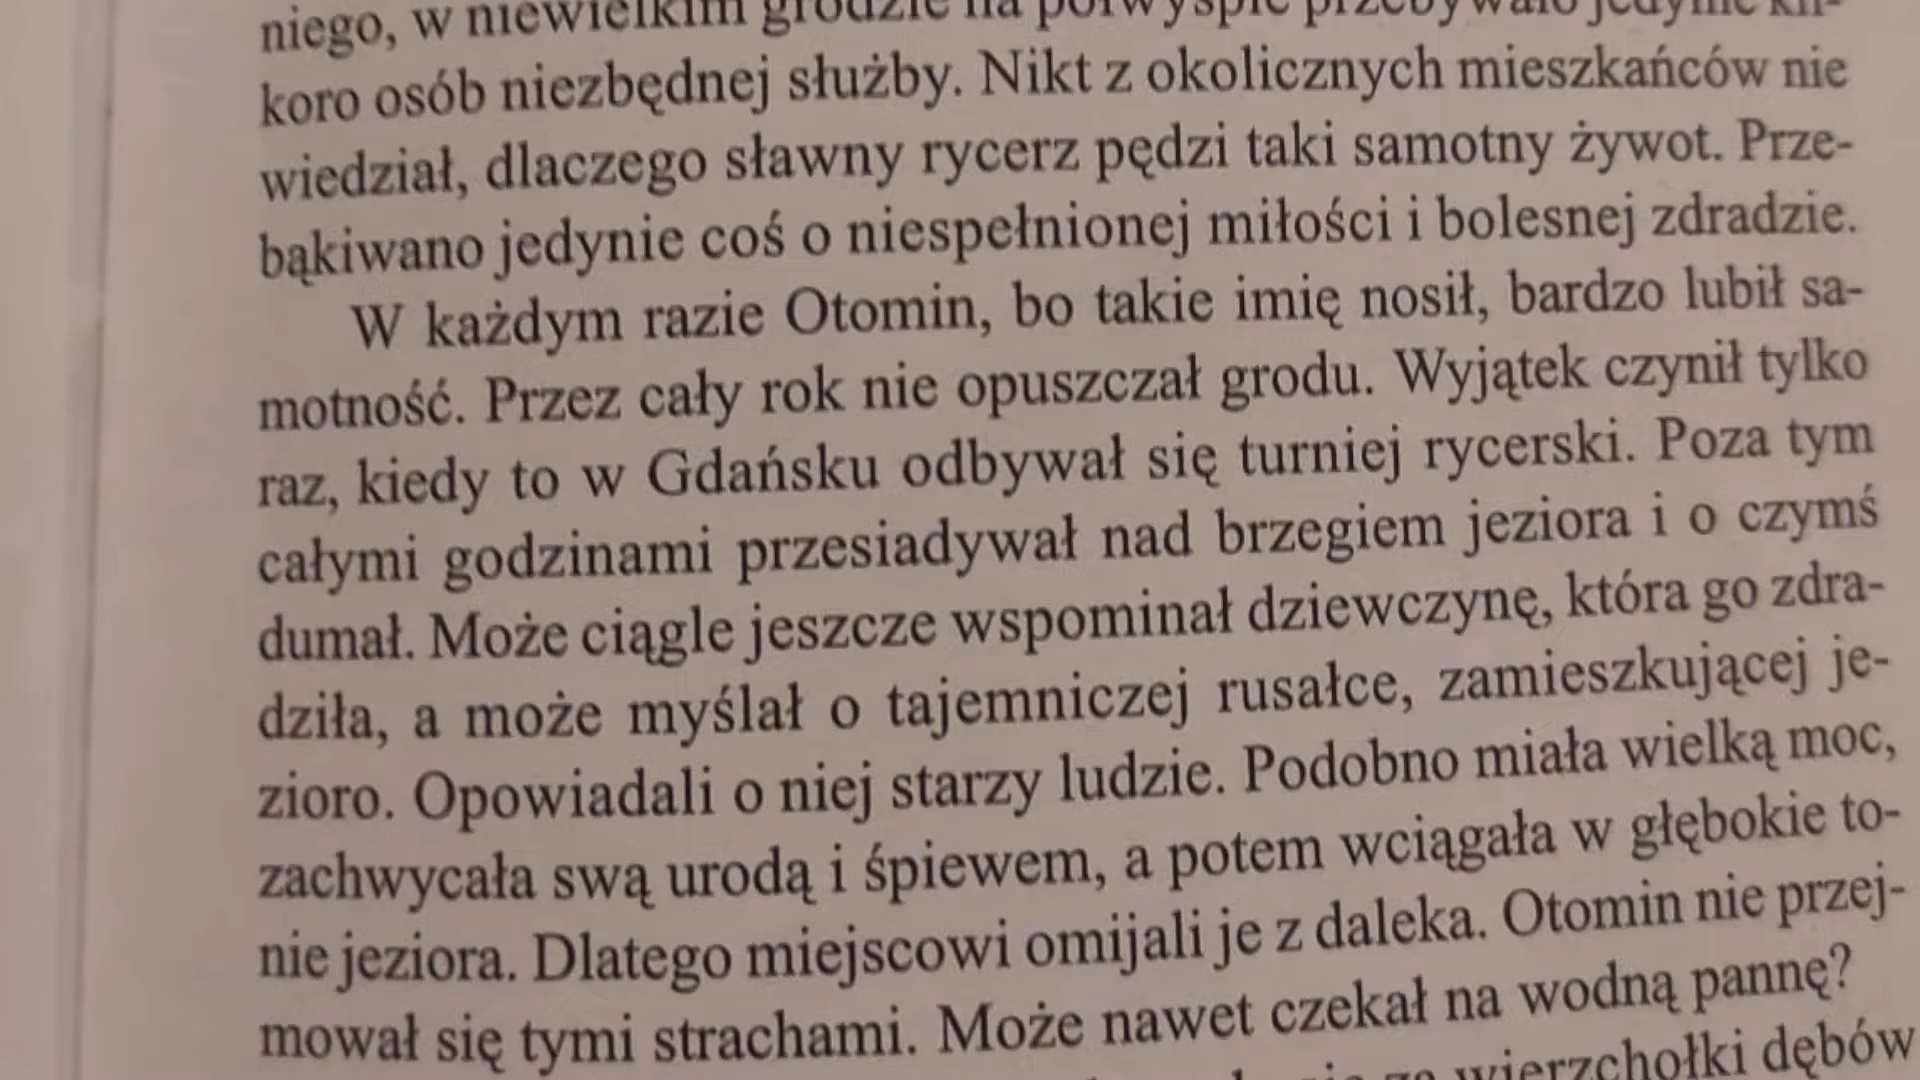 niego, w niewielkim grodzie na półwyspie przebywało jedynie kil-
koro osób niezbędnej służby. Nikt z okolicznych mieszkańców nie
wiedział, dlaczego sławny rycerz pędzi taki samotny żywot. Prze-
bąkiwano jedynie coś o niespełnionej miłości i bolesnej zdradzie.
W każdym razie Otomin, bo takie imię nosił, bardzo lubił sa-
motność. Przez cały rok nie opuszczał grodu. Wyjątek czynił tylko
raz, kiedy to w Gdańsku odbywał się turniej rycerski. Poza tym
całymi godzinami przesiadywał nad brzegiem jeziora i o czymś
dumał. Może ciągle jeszcze wspominał dziewczynę, która go zdra-
dziła, a może myślał o tajemniczej rusałce, zamieszkującej je-
zioro. Opowiadali o niej starzy ludzie. Podobno miała wielką moc,
zachwycała swą urodą i śpiewem, a potem wciągała w głębokie to-
nie jeziora. Dlatego miejscowi omijali je z daleka. Otomin nie przej-
mował się tymi strachami. Może nawet czekał na wodną pannę?
za wierzchołki dębów